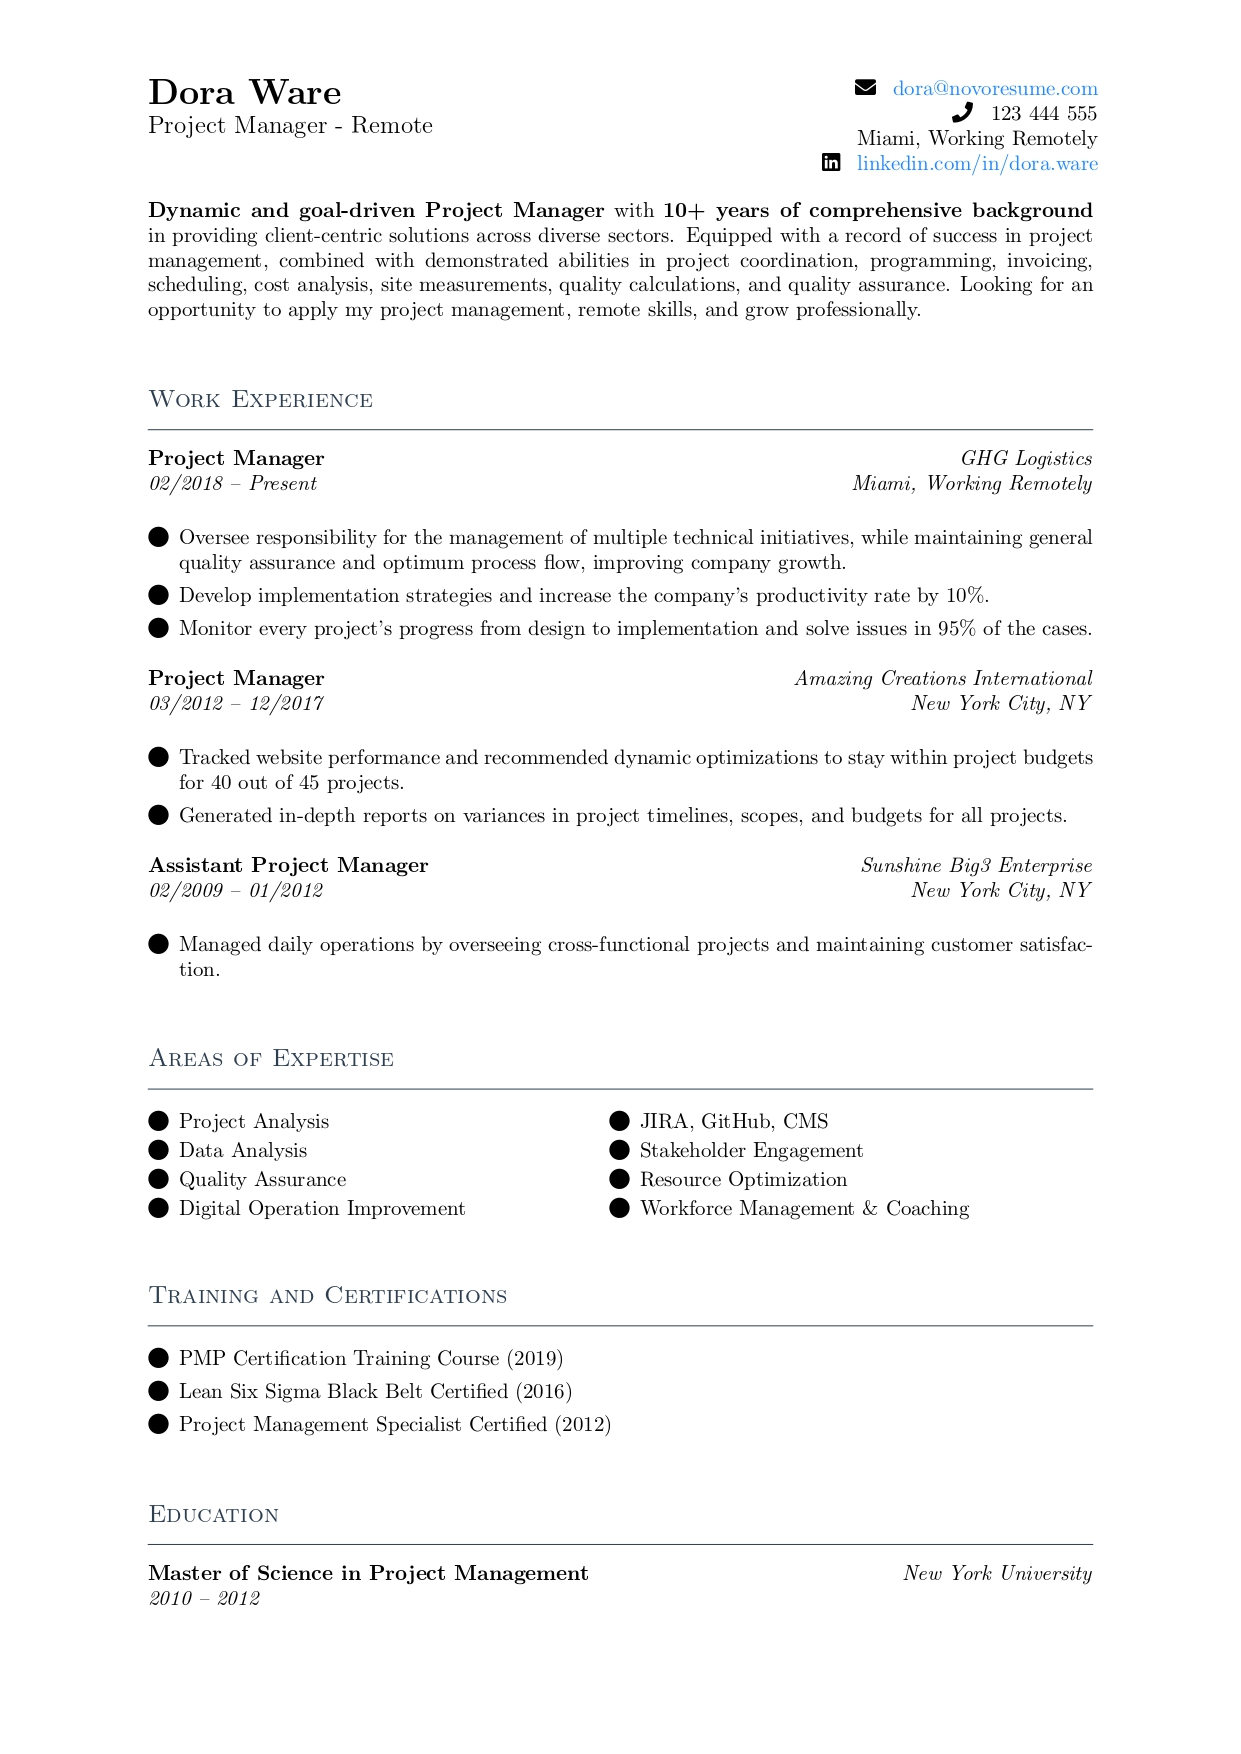 Dora Ware
Project Manager - Remote
dora@novoresume.com
123 444 555
Miami, Working Remotely
linkedin.com/in/dora.ware
Dynamic and goal-driven Project Manager with 10+ years of comprehensive background
in providing client-centric solutions across diverse sectors. Equipped with a record of success in project
management, combined with demonstrated abilities in project coordination, programming, invoicing,
scheduling, cost analysis, site measurements, quality calculations, and quality assurance. Looking for an
opportunity to apply my project management, remote skills, and grow professionally.
Work Experience
Project Manager GHG Logistics
02/2018 – Present Miami, Working Remotely
● Oversee responsibility for the management of multiple technical initiatives, while maintaining general
quality assurance and optimum process flow, improving company growth.
● Develop implementation strategies and increase the company's productivity rate by 10%.
● Monitor every project's progress from design to implementation and solve issues in 95% of the cases.
Project Manager Amazing Creations International
03/2012 – 12/2017 New York City, NY
● Tracked website performance and recommended dynamic optimizations to stay within project budgets
for 40 out of 45 projects.
● Generated in-depth reports on variances in project timelines, scopes, and budgets for all projects.
Assistant Project Manager Sunshine Big3 Enterprise
02/2009 – 01/2012 New York City, NY
● Managed daily operations by overseeing cross-functional projects and maintaining customer satisfac-
tion.
Areas of Expertise
● Project Analysis
● Data Analysis
● Quality Assurance
● Digital Operation Improvement
● JIRA, GitHub, CMS
● Stakeholder Engagement
● Resource Optimization
● Workforce Management & Coaching
Training and Certifications
● PMP Certification Training Course (2019)
● Lean Six Sigma Black Belt Certified (2016)
● Project Management Specialist Certified (2012)
Education
Master of Science in Project Management New York University
2010 – 2012